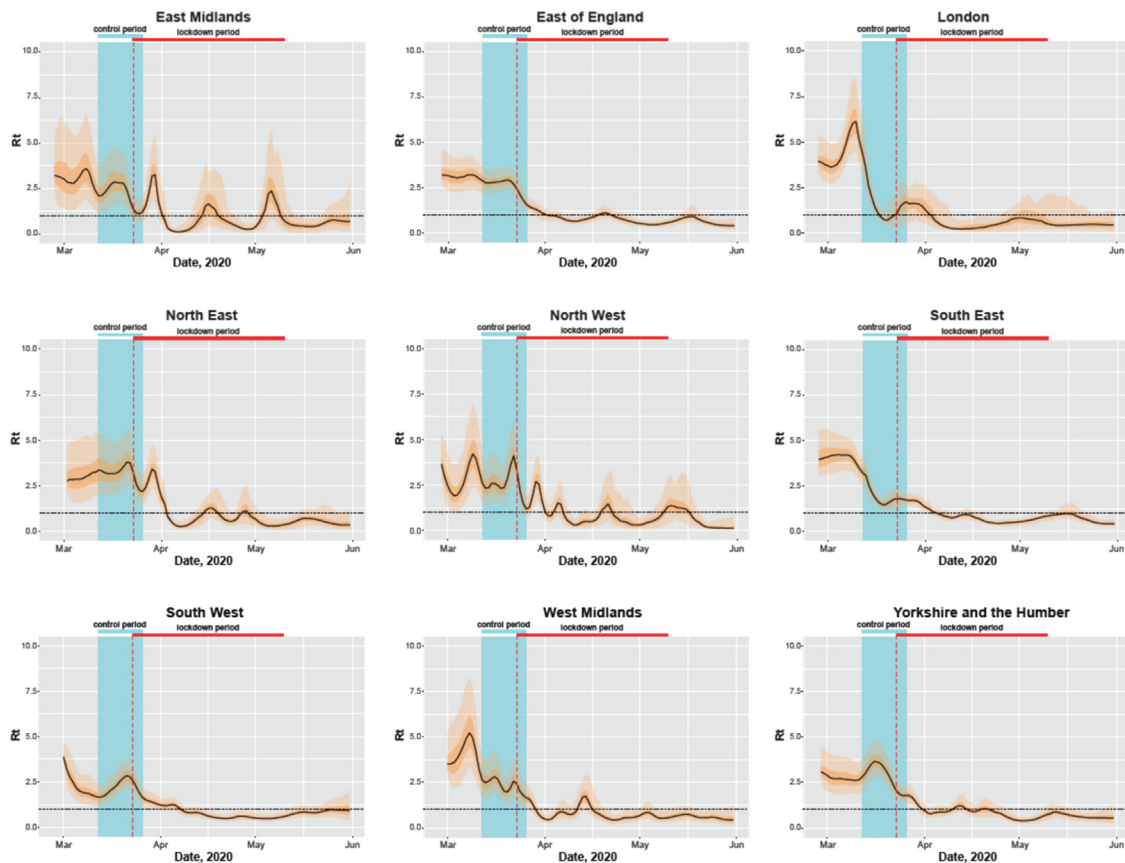 East Midlands
control period
lockdown period
10.0
7.5
5.0
2.5
0.0
Rt
Mar
Apr
May
Jun
Date, 2020
East of England
control period
lockdown period
10.0
7.5
5.0
2.5
0.0
Rt
Mar
Apr
May
Jun
Date, 2020
London
control period
lockdown period
10.0
7.5
5.0
2.5
0.0
Rt
Mar
Apr
May
Jun
Date, 2020
North East
control period
lockdown period
10.0
7.5
5.0
2.5
0.0
Rt
Mar
Apr
May
Jun
Date, 2020
North West
control period
lockdown period
10.0
7.5
5.0
2.5
0.0
Rt
Mar
Apr
May
Jun
Date, 2020
South East
control period
lockdown period
10.0
7.5
5.0
2.5
0.0
Rt
Mar
Apr
May
Jun
Date, 2020
South West
control period
lockdown period
10.0
7.5
5.0
2.5
0.0
Rt
Mar
Apr
May
Jun
Date, 2020
West Midlands
control period
lockdown period
10.0
7.5
5.0
2.5
0.0
Rt
Mar
Apr
May
Jun
Date, 2020
Yorkshire and the Humber
control period
lockdown period
10.0
7.5
5.0
2.5
0.0
Rt
Mar
Apr
May
Jun
Date, 2020